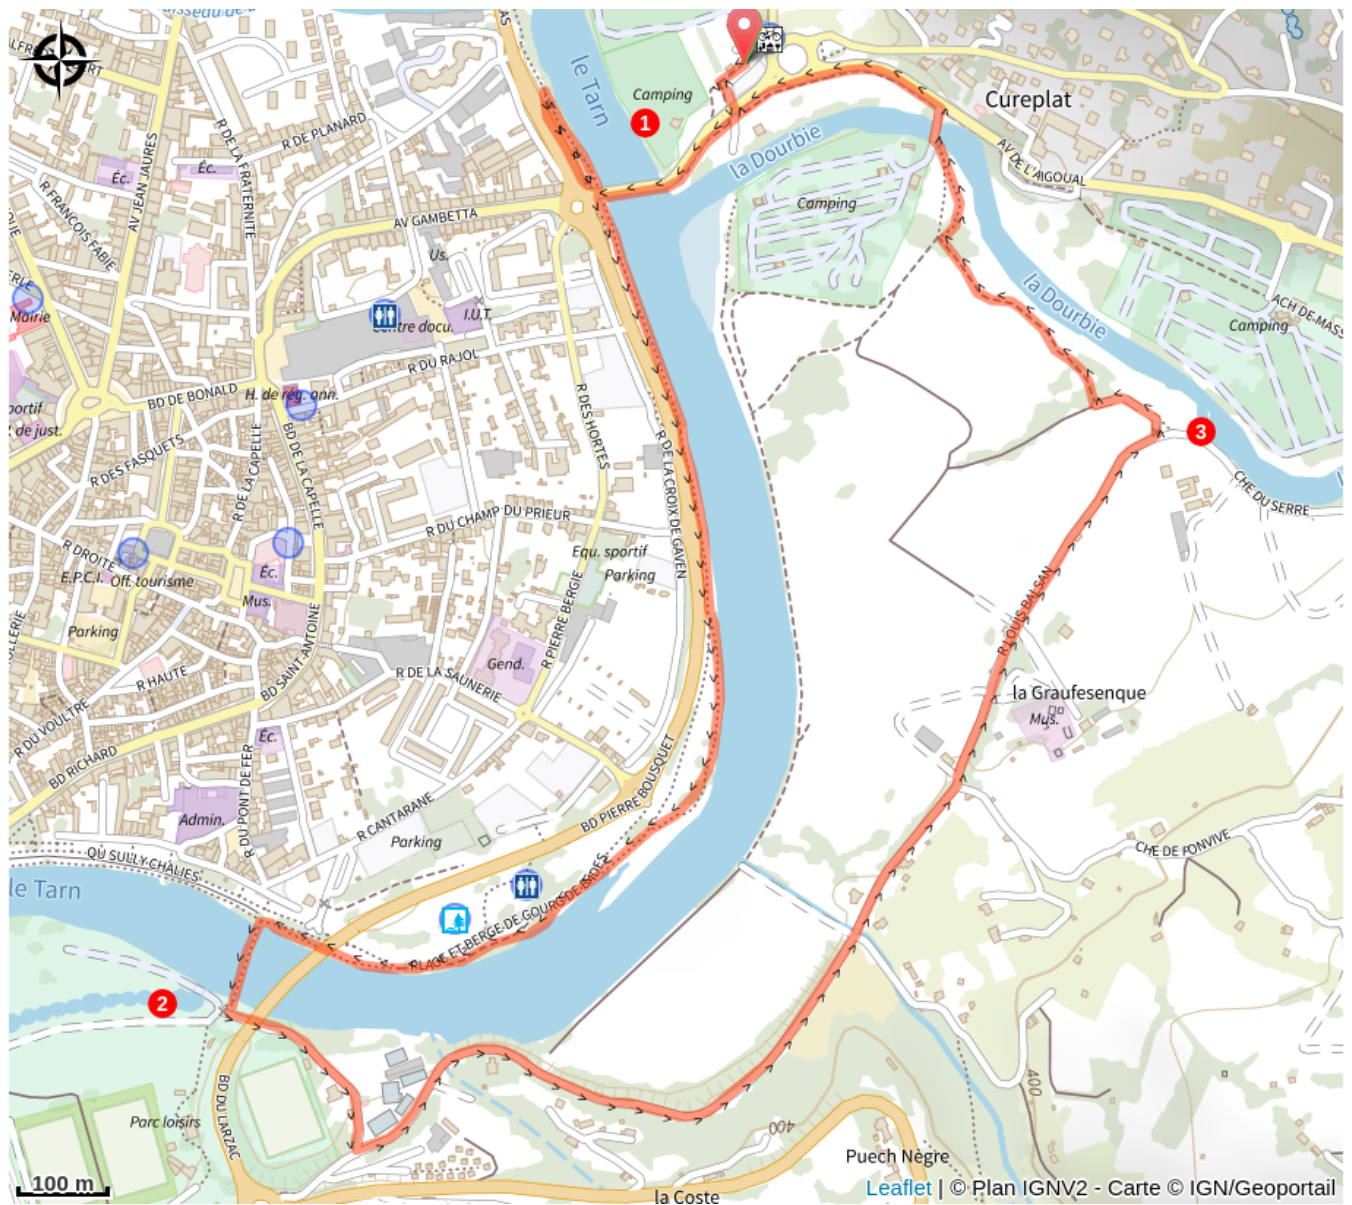 le Tarn
Camping
1
Cureplat
la Dourbie
AV DE L'AIGOUAL
R DE PLANARD
R DE LA FRATERNITE
Éc.
Éc.
AV JEAN JAURES
R FRANCOIS FABIE
AV GAMBETTA
Camping
Us.
I.U.T.
la Dourbie
Camping
Mairie
R DU RAJOL
H. de rég. ann.
BD DE BONALD
R DES HORTES
de just.
BD DE LA CAPELLE
R DE LA CAPELLE
R DES FASQUETS
R DE LA CROIX DE GAVEN
3
CHE DU SERRE
R DU CHAMP DU PRIEUR
R DROITE
E.P.C.I.
Off. tourisme
Éc.
Mus.
Equ. sportif
Parking
R PIERRE BERGIE
R LOUIS BALSAN
Parking
BD SAINT ANTOINE
R HAUTE
R DE LA SAUNERIE
Gend.
la Graufesenque
Mus.
R DU VOULTRE
BD RICHARD
Éc.
R DU PONT DE FER
Admin.
R CANTARANE
Parking
BD PIERRE BOUSQUET
CHE DE FONVIVE
QU SULLY CHALIES
le Tarn
PLAGE ET BERGE DE GOURG DE BADES
2
BD DU LARZAC
Parc loisirs
400
400
Puech Nègre
la Coste
100 m
Leaflet | © Plan IGNV2 - Carte © IGN/Geoportail